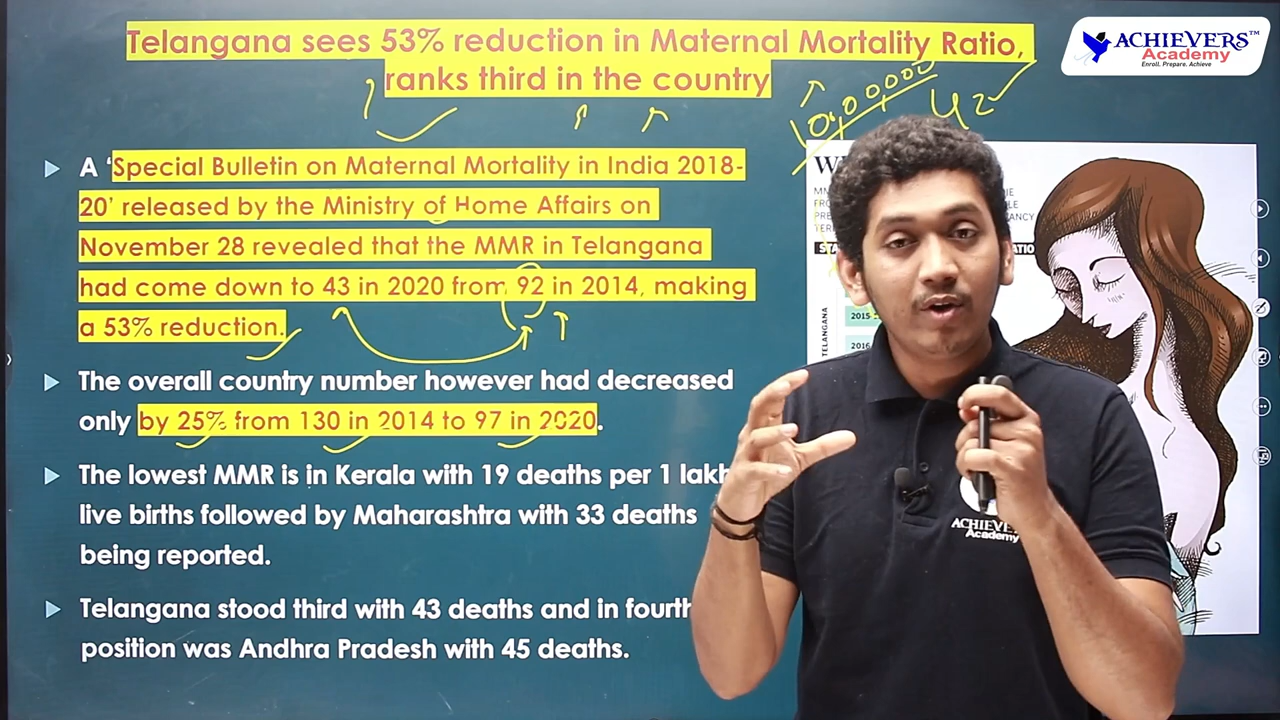 Telangana sees 53% reduction in Maternal Mortality Ratio,
ranks third in the country
ACHIEVERS™
Academy
Enroll. Prepare. Achieve
42
A ‘Special Bulletin on Maternal Mortality in India 2018-
20’ released by the Ministry of Home Affairs on
November 28 revealed that the MMR in Telangana
had come down to 43 in 2020 from 92 in 2014, making
a 53% reduction.
The overall country number however had decreased
only by 25% from 130 in 2014 to 97 in 2020.
The lowest MMR is in Kerala with 19 deaths per 1 lakh
live births followed by Maharashtra with 33 deaths
being reported.
Telangana stood third with 43 deaths and in fourth
position was Andhra Pradesh with 45 deaths.
TELANGANA
ACHIEVERS
Academy